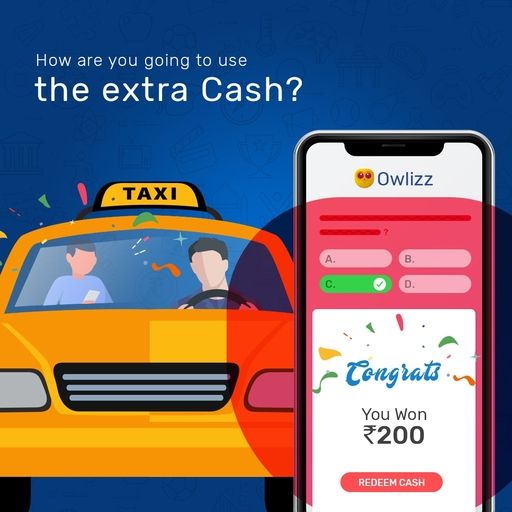 How are you going to use
the extra Cash?
TAXI
Owlizz
?
A.
B.
C.
D.
Congrats
You Won
₹200
REDEEM CASH